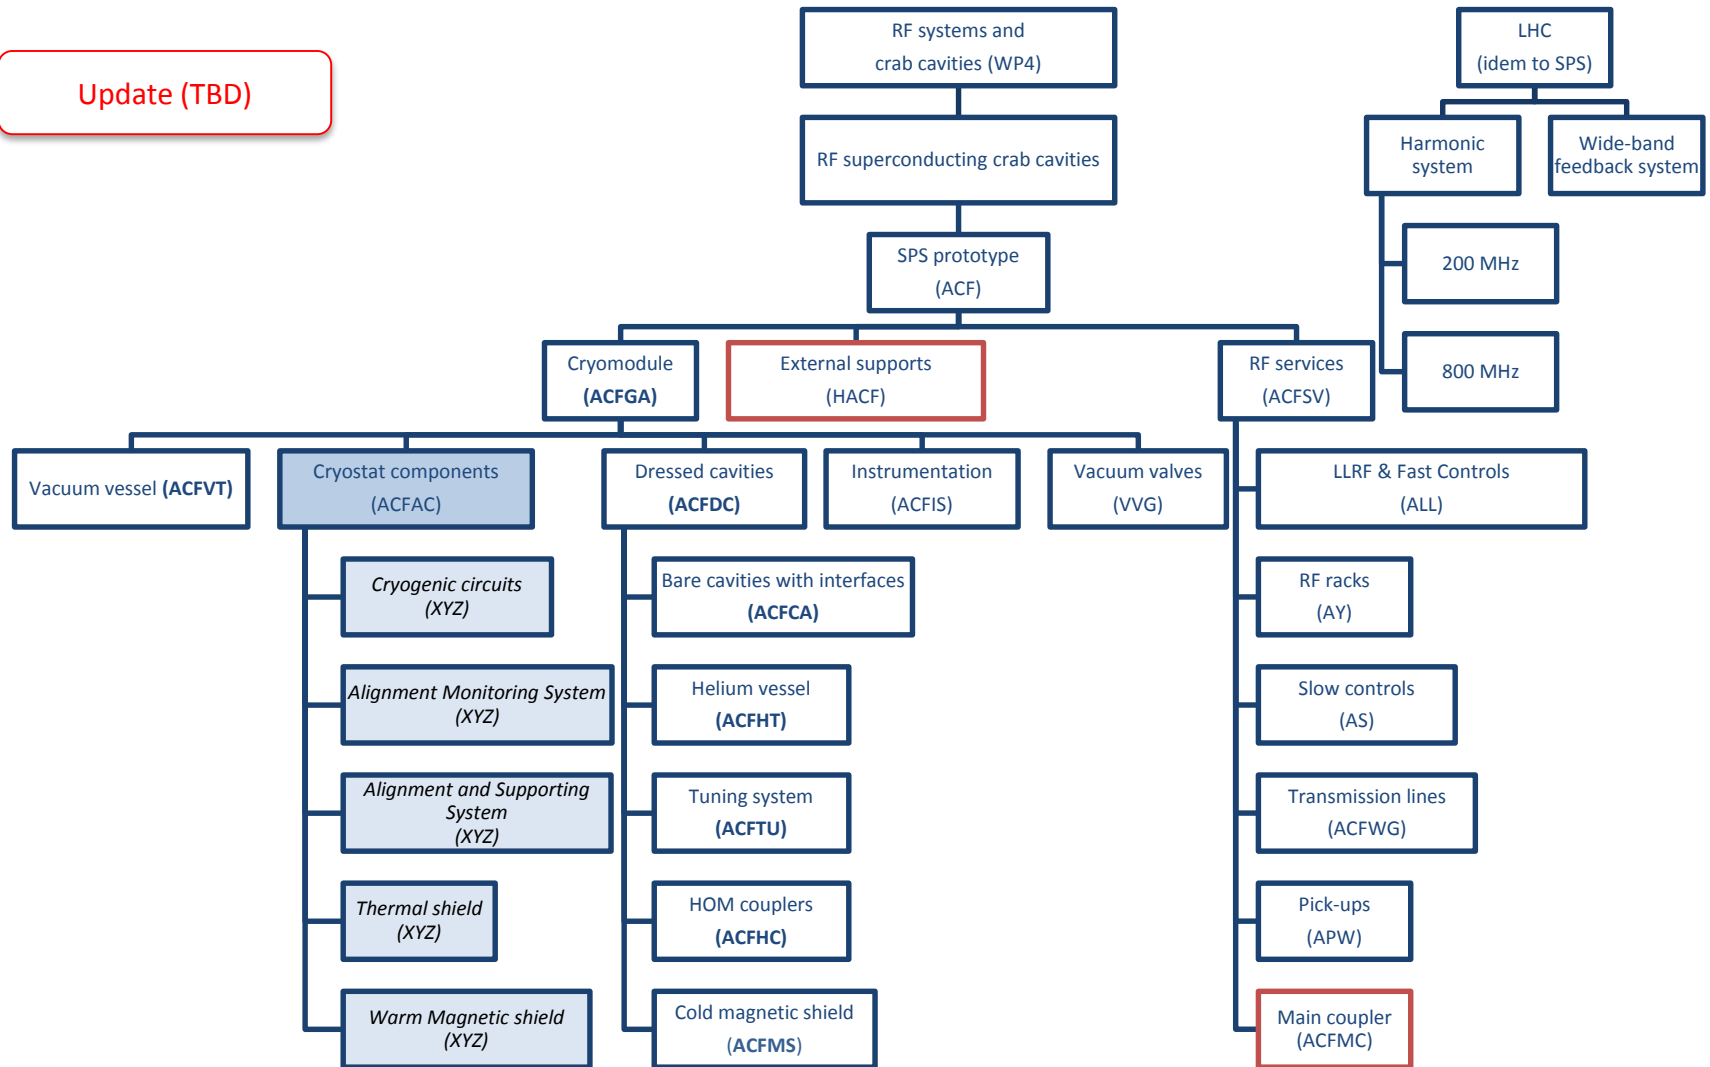 RF systems and
crab cavities (WP4)
LHC
(idem to SPS)
Update (TBD)
RF superconducting crab cavities
Harmonic
system
Wide-band
feedback system
SPS prototype
(ACF)
200 MHz
800 MHz
Cryomodule
(ACFGA)
External supports
(HACF)
RF services
(ACFSV)
Vacuum vessel (ACFVT)
Cryostat components
(ACFAC)
Dressed cavities
(ACFDC)
Instrumentation
(ACFIS)
Vacuum valves
(VVG)
LLRF & Fast Controls
(ALL)
Cryogenic circuits
(XYZ)
Bare cavities with interfaces
(ACFCA)
RF racks
(AY)
Alignment Monitoring System
(XYZ)
Helium vessel
(ACFHT)
Slow controls
(AS)
Alignment and Supporting
System
(XYZ)
Tuning system
(ACFTU)
Transmission lines
(ACFWG)
Thermal shield
(XYZ)
HOM couplers
(ACFHC)
Pick-ups
(APW)
Warm Magnetic shield
(XYZ)
Cold magnetic shield
(ACFMS)
Main coupler
(ACFMC)